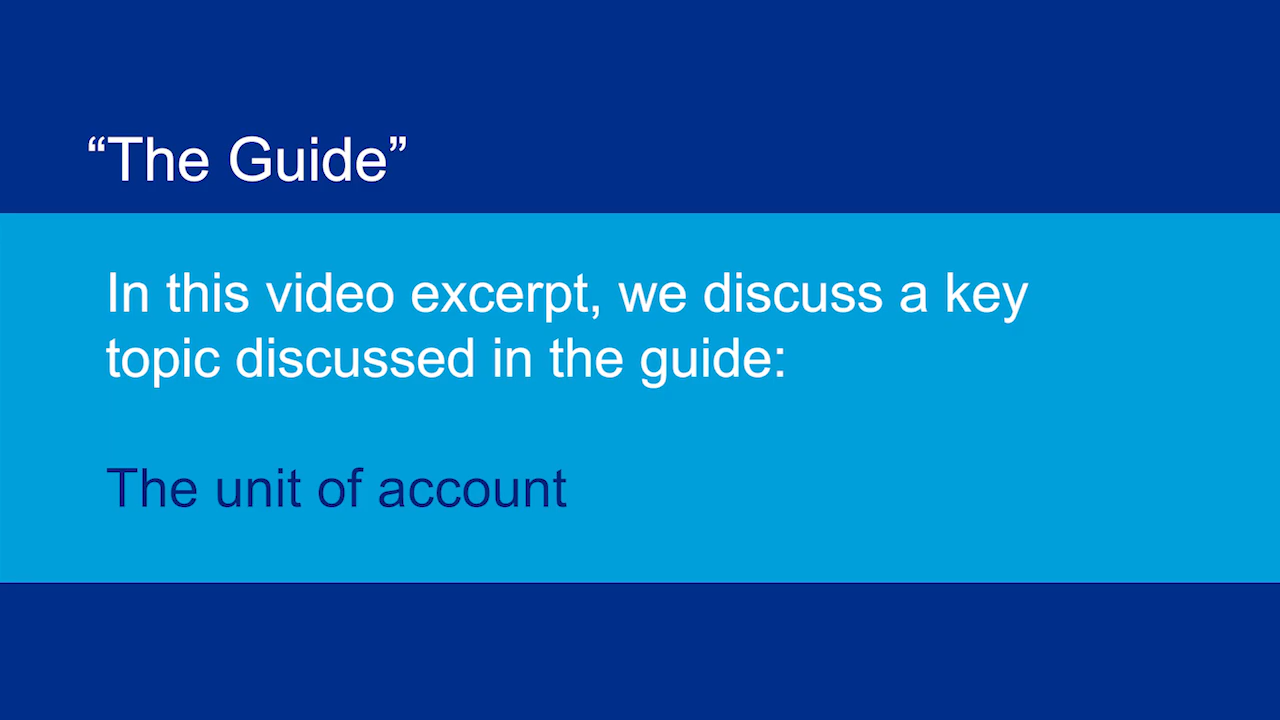 “The Guide”
In this video excerpt, we discuss a key
topic discussed in the guide:
The unit of account